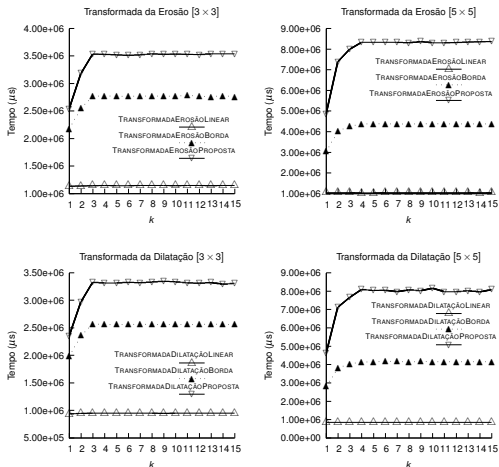 Transformada da Erosão [3 × 3]
4.00e+06
3.50e+06
3.00e+06
2.50e+06
2.00e+06
1.50e+06
1.00e+06
Tempo (μs)
TRANSFORMADAEROSÃOLINEAR
TRANSFORMADAEROSÃOBORDA
TRANSFORMADAEROSÃOPROPOSTA
1 2 3 4 5 6 7 8 9 10 11 12 13 14 15
k
Transformada da Erosão [5 × 5]
9.00e+06
8.00e+06
7.00e+06
6.00e+06
5.00e+06
4.00e+06
3.00e+06
2.00e+06
1.00e+06
Tempo (μs)
TRANSFORMADAEROSÃOLINEAR
TRANSFORMADAEROSÃOBORDA
TRANSFORMADAEROSÃOPROPOSTA
1 2 3 4 5 6 7 8 9 10 11 12 13 14 15
k
Transformada da Dilatação [3 × 3]
3.50e+06
3.00e+06
2.50e+06
2.00e+06
1.50e+06
1.00e+06
5.00e+05
Tempo (μs)
TRANSFORMADADILATAÇÃOLINEAR
TRANSFORMADADILATAÇÃOBORDA
TRANSFORMADADILATAÇÃOPROPOSTA
1 2 3 4 5 6 7 8 9 10 11 12 13 14 15
k
Transformada da Dilatação [5 × 5]
9.00e+06
8.00e+06
7.00e+06
6.00e+06
5.00e+06
4.00e+06
3.00e+06
2.00e+06
1.00e+06
0.00e+00
Tempo (μs)
TRANSFORMADADILATAÇÃOLINEAR
TRANSFORMADADILATAÇÃOBORDA
TRANSFORMADADILATAÇÃOPROPOSTA
1 2 3 4 5 6 7 8 9 10 11 12 13 14 15
k